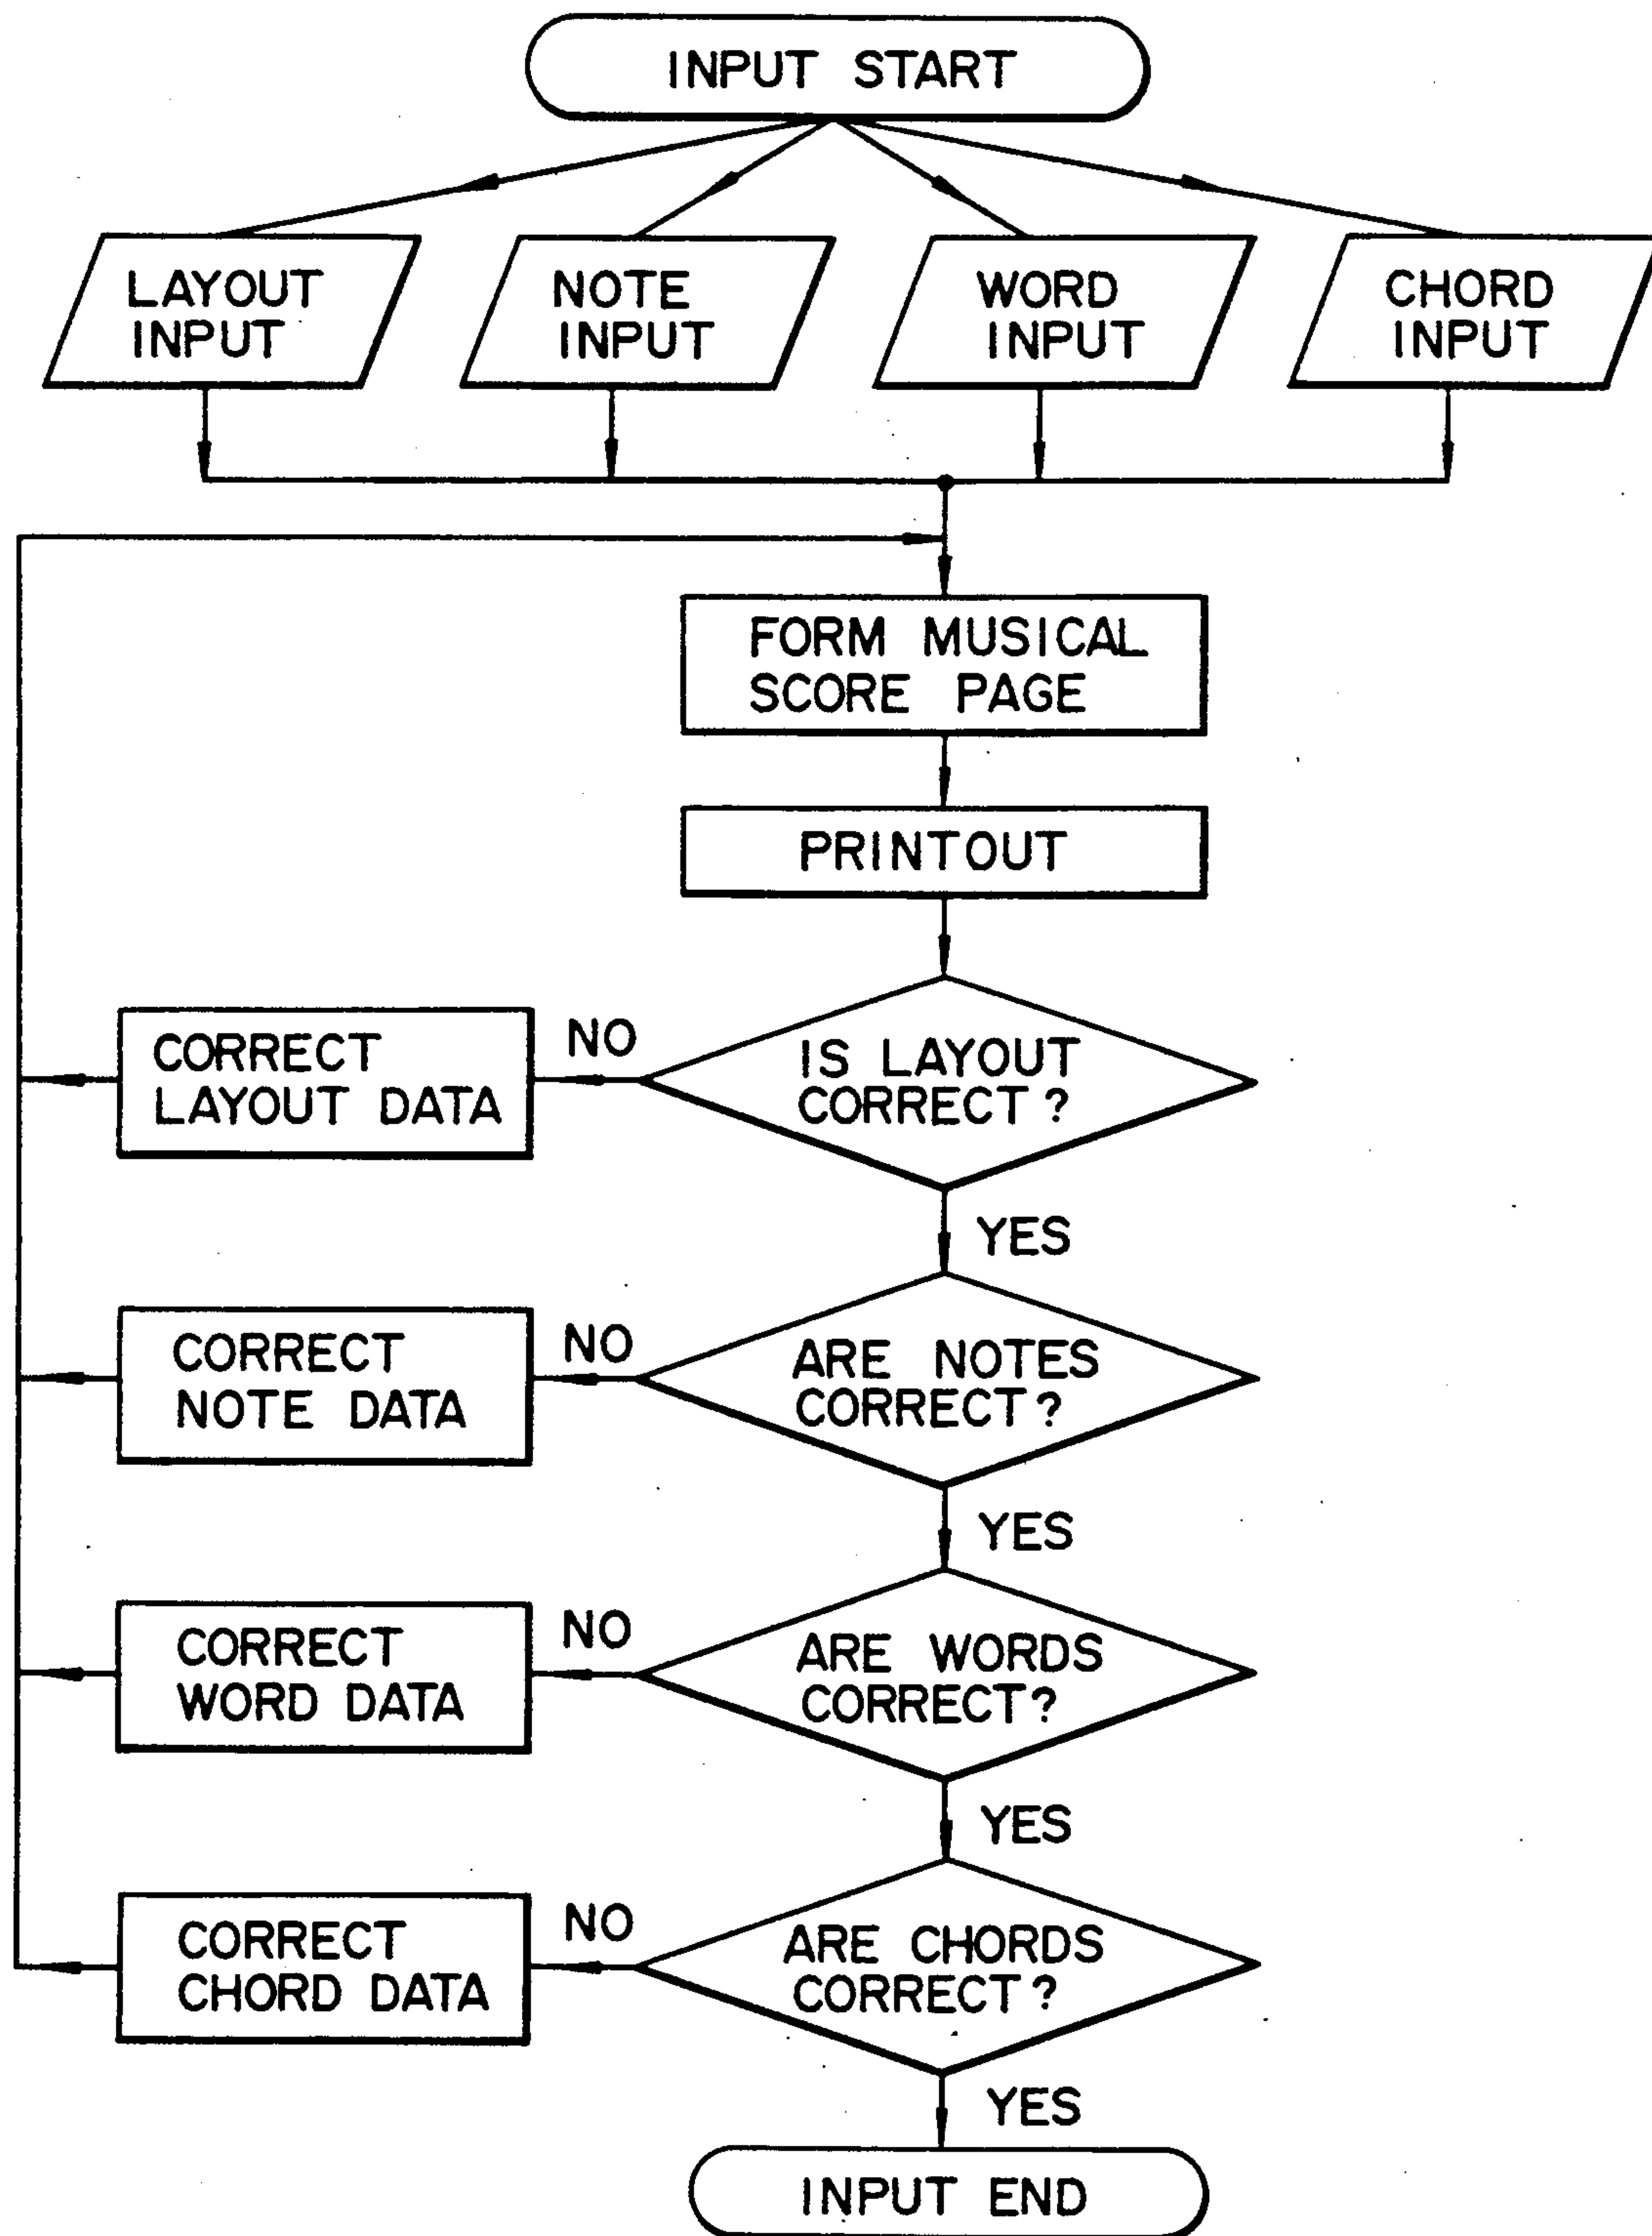 INPUT START
LAYOUT
INPUT
NOTE
INPUT
WORD
INPUT
CHORD
INPUT
FORM MUSICAL
SCORE PAGE
PRINTOUT
IS LAYOUT
CORRECT?
NO
CORRECT
LAYOUT DATA
YES
ARE NOTES
CORRECT?
NO
CORRECT
NOTE DATA
YES
ARE WORDS
CORRECT?
NO
CORRECT
WORD DATA
YES
ARE CHORDS
CORRECT?
NO
CORRECT
CHORD DATA
YES
INPUT END